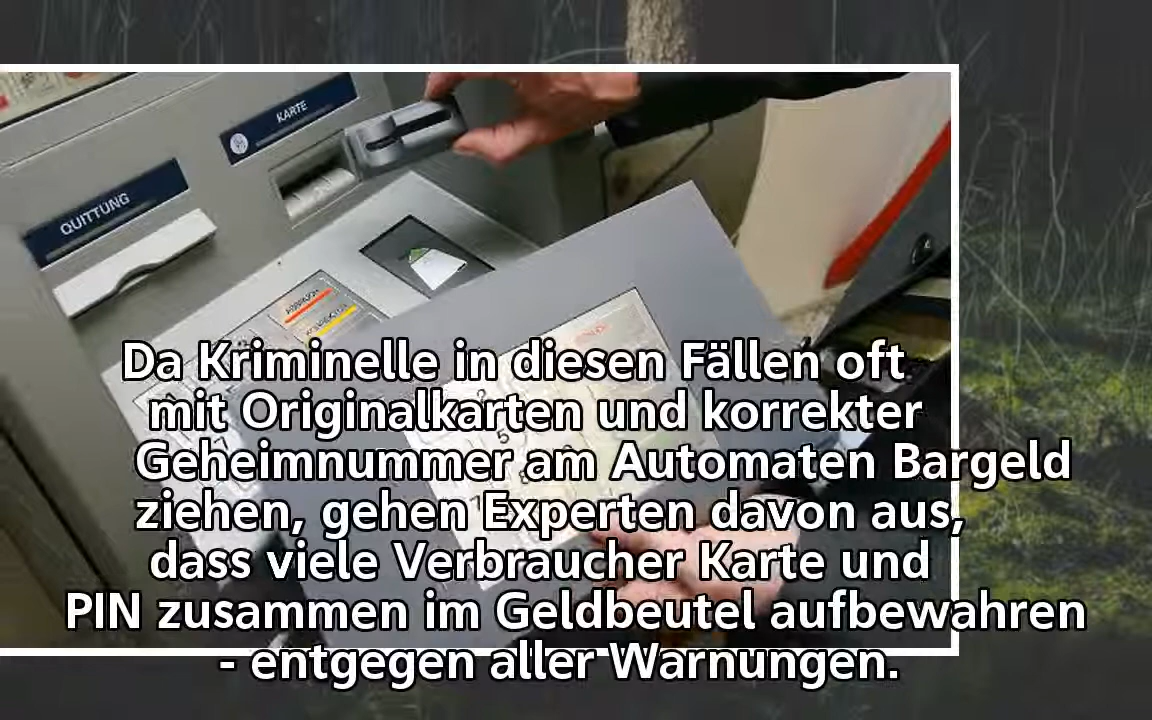 KARTE
QUITTUNG
Da Kriminelle in diesen Fällen oft
mit Originalkarten und korrekter
Geheimnummer am Automaten Bargeld
ziehen, gehen Experten davon aus,
dass viele Verbraucher Karte und
PIN zusammen im Geldbeutel aufbewahren
- entgegen aller Warnungen.